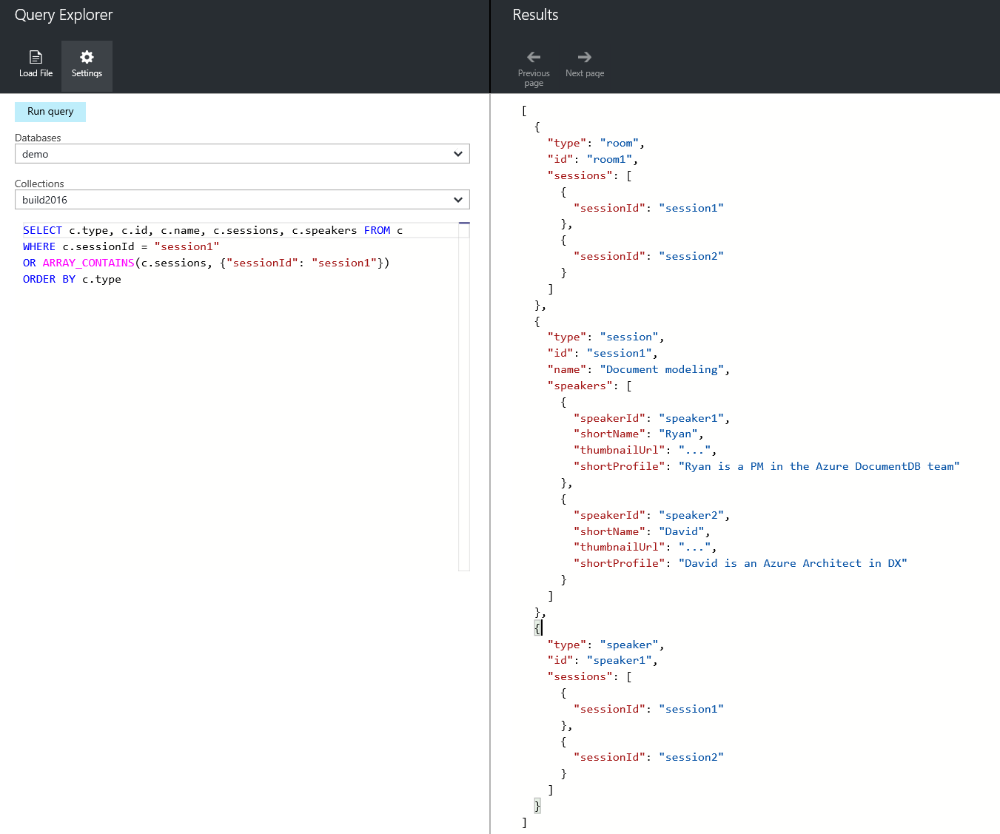 Query Explorer
Load File
Settings
Run query
Databases
demo
Collections
build2016
SELECT c.type, c.id, c.name, c.sessions, c.speakers FROM c
WHERE c.sessionId = "session1"
OR ARRAY_CONTAINS(c.sessions, {"sessionId": "session1"})
ORDER BY c.type
Results
Previous
page
Next page
[
{
"type": "room",
"id": "room1",
"sessions": [
{
"sessionId": "session1"
},
{
"sessionId": "session2"
}
]
},
{
"type": "session",
"id": "session1",
"name": "Document modeling",
"speakers": [
{
"speakerId": "speaker1",
"shortName": "Ryan",
"thumbnailUrl": "...",
"shortProfile": "Ryan is a PM in the Azure DocumentDB team"
},
{
"speakerId": "speaker2",
"shortName": "David",
"thumbnailUrl": "...",
"shortProfile": "David is an Azure Architect in DX"
}
]
},
{
"type": "speaker",
"id": "speaker1",
"sessions": [
{
"sessionId": "session1"
},
{
"sessionId": "session2"
}
]
}
]